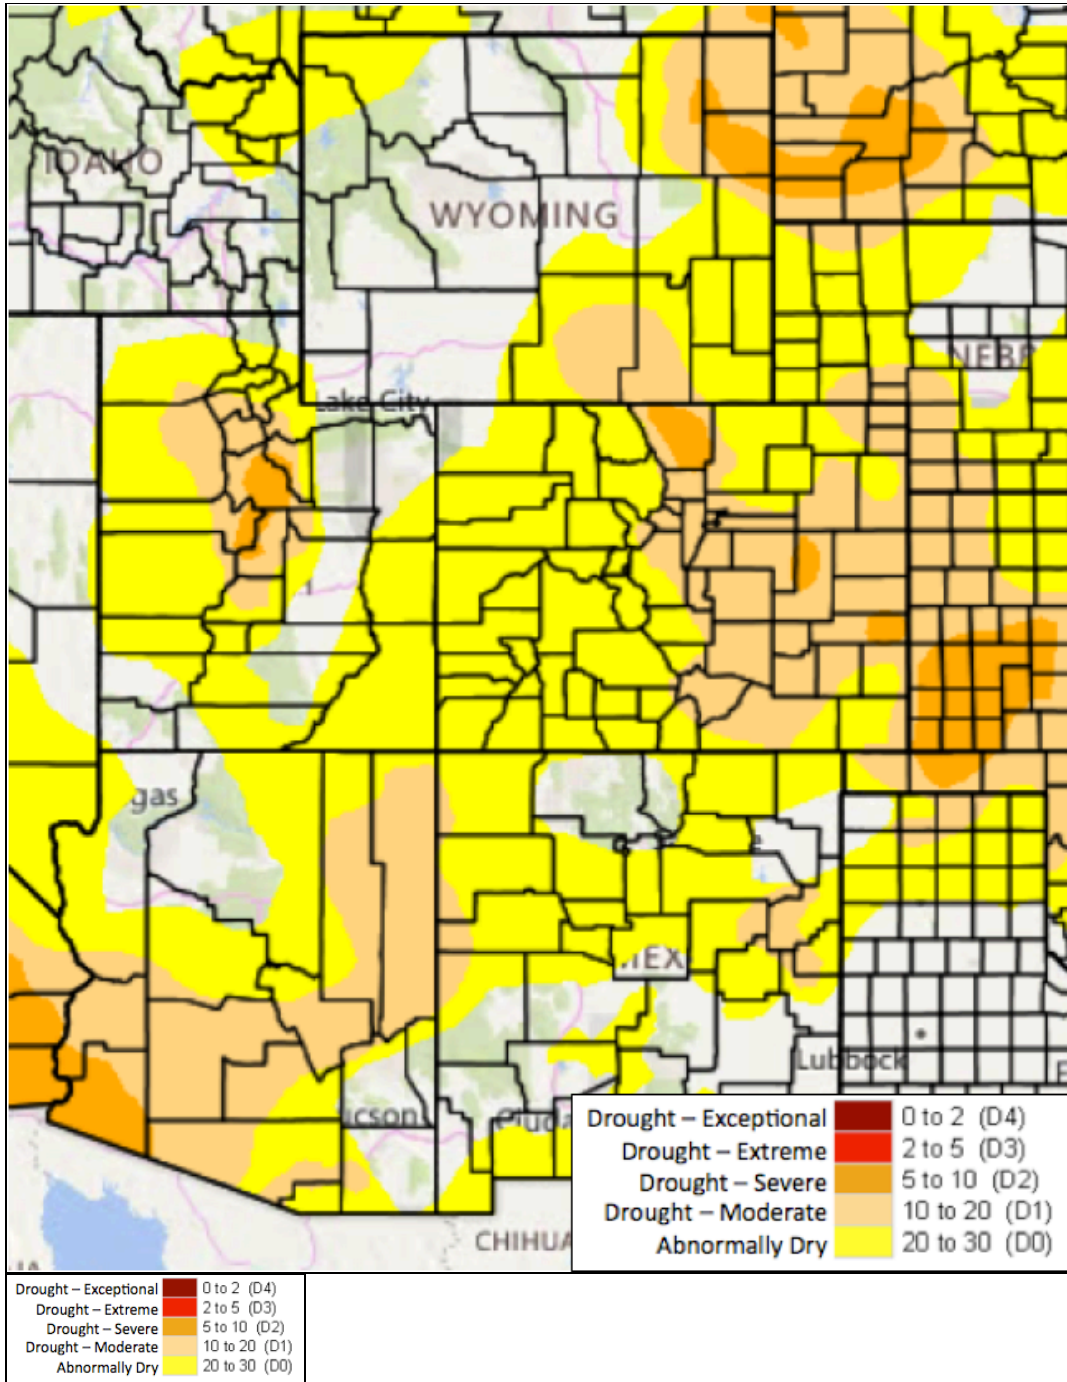 IDAHO
WYOMING
NEBR
Lake City
gas
MEX
Lubbock
ucson
Ciuda
Drought – Exceptional 0 to 2 (D4)
Drought – Extreme 2 to 5 (D3)
Drought – Severe 5 to 10 (D2)
Drought – Moderate 10 to 20 (D1)
Abnormally Dry 20 to 30 (D0)
CHIHUA
UA
Drought – Exceptional 0 to 2 (D4)
Drought – Extreme 2 to 5 (D3)
Drought – Severe 5 to 10 (D2)
Drought – Moderate 10 to 20 (D1)
Abnormally Dry 20 to 30 (D0)